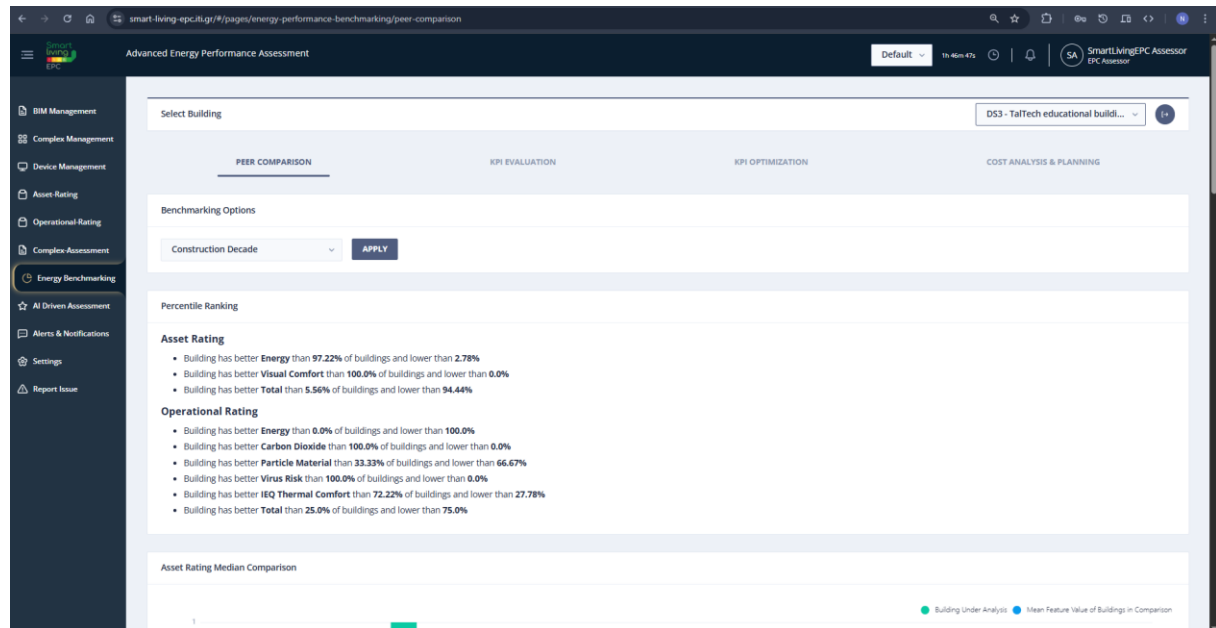 smart-living-epc.iti.gr/#/pages/energy-performance-benchmarking/peer-comparison
N
Smart
living
EPC
Advanced Energy Performance Assessment
Default
1h 46m 47s
SA
SmartLivingEPC Assessor
EPC Assessor
BIM Management
Complex Management
Device Management
Asset-Rating
Operational-Rating
Complex-Assessment
Energy Benchmarking
AI Driven Assessment
Alerts & Notifications
Settings
Report Issue
Select Building
DS3 - TalTech educational buildi...
PEER COMPARISON
KPI EVALUATION
KPI OPTIMIZATION
COST ANALYSIS & PLANNING
Benchmarking Options
Construction Decade
APPLY
Percentile Ranking
Asset Rating
• Building has better Energy than 97.22% of buildings and lower than 2.78%
• Building has better Visual Comfort than 100.0% of buildings and lower than 0.0%
• Building has better Total than 5.56% of buildings and lower than 94.44%
Operational Rating
• Building has better Energy than 0.0% of buildings and lower than 100.0%
• Building has better Carbon Dioxide than 100.0% of buildings and lower than 0.0%
• Building has better Particle Material than 33.33% of buildings and lower than 66.67%
• Building has better Virus Risk than 100.0% of buildings and lower than 0.0%
• Building has better IEQ Thermal Comfort than 72.22% of buildings and lower than 27.78%
• Building has better Total than 25.0% of buildings and lower than 75.0%
Asset Rating Median Comparison
Building Under Analysis
Mean Feature Value of Buildings in Comparison
1